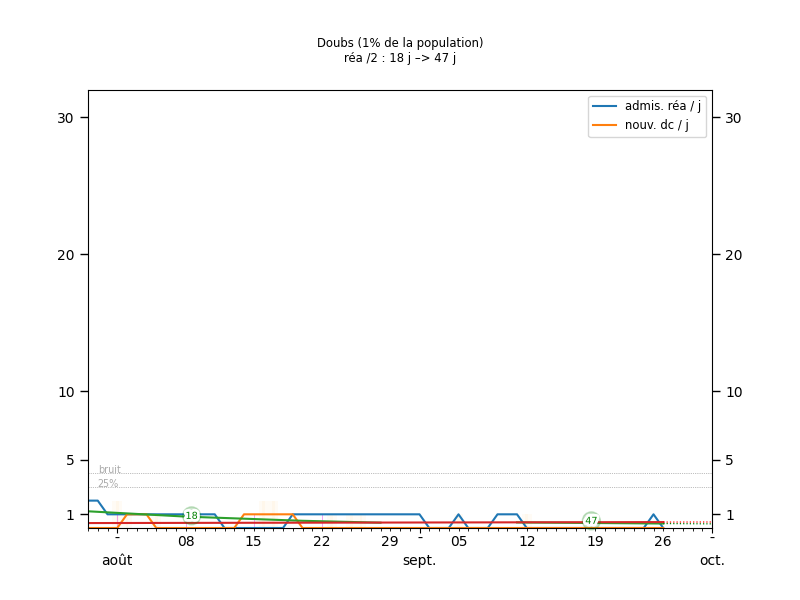 Doubs (1% de la population)
réa /2 : 18 j –> 47 j
30
30
admis. réa / j
nouv. dc / j
20
20
10
10
5
5
bruit
25%
1
1
18
47
- 08 15 22 29 - 05 12 19 26 -
août sept. oct.